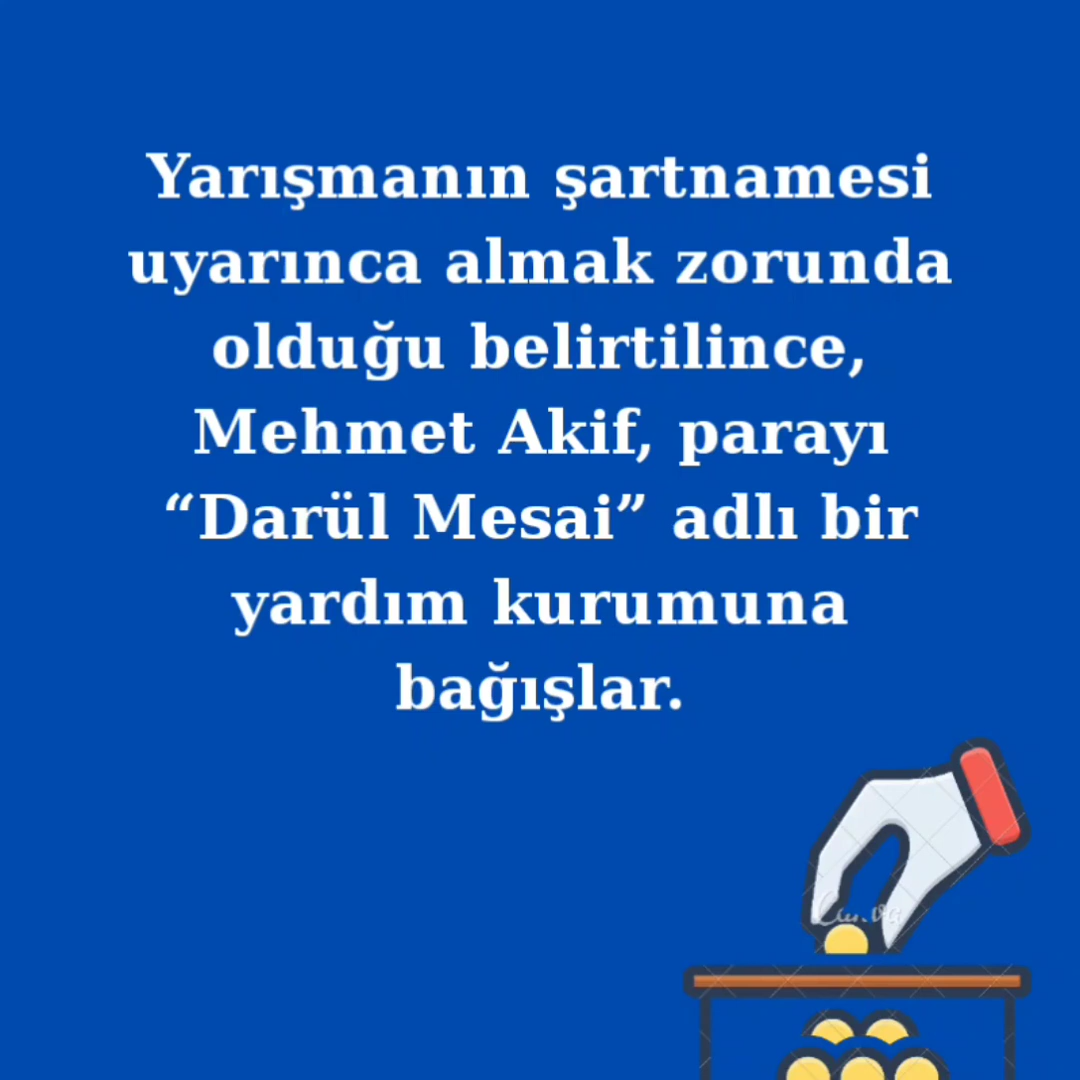 Yarışmanın şartnamesi
uyarınca almak zorunda
olduğu belirtilince,
Mehmet Akif, parayı
“Darül Mesai” adlı bir
yardım kurumuna
bağışlar.